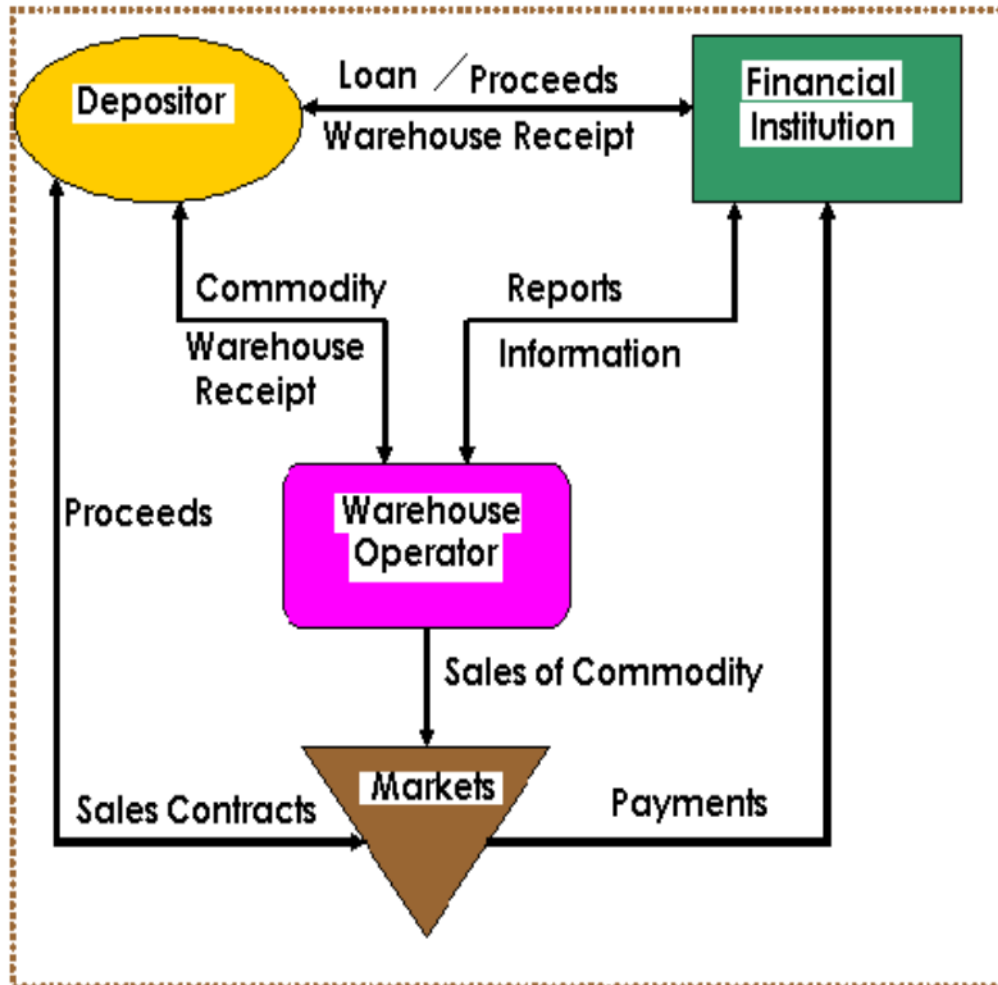 Depositor
Loan / Proceeds
Warehouse Receipt
Financial
Institution
Commodity
Warehouse
Receipt
Reports
Information
Proceeds
Warehouse
Operator
Sales of Commodity
Markets
Sales Contracts
Payments